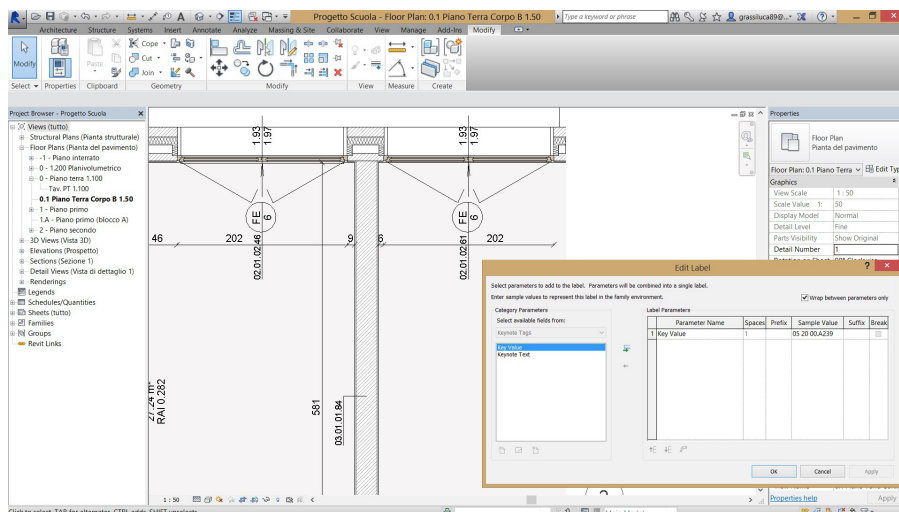 Progetto Scuola - Floor Plan: 0.1 Piano Terra Corpo B 1.50
Type a keyword or phrase
grassiluca89@...
Architecture Structure Systems Insert Annotate Analyze Massing & Site Collaborate View Manage Add-Ins Modify
Modify
Paste
Cope
Cut
Join
Select Properties Clipboard Geometry Modify View Measure Create
Project Browser - Progetto Scuola
Views (tutto)
Structural Plans (Pianta strutturale)
Floor Plans (Pianta del pavimento)
-1 - Piano interrato
0 - 1.200 Planivolumetrico
0 - Piano terra 1.100
Tav. PT 1.100
0.1 Piano Terra Corpo B 1.50
1 - Piano primo
1.A - Piano primo (blocco A)
2 - Piano secondo
3D Views (Vista 3D)
Elevations (Prospetto)
Sections (Sezione 1)
Detail Views (Vista di dettaglio 1)
Renderings
Legends
Schedules/Quantities
Sheets (tutto)
Families
Groups
Revit Links
1.93
1.97
1.93
1.97
FE
6
FE
6
46
202
9
6
202
02.01.02.46
02.01.02.61
27.24 m²
RAI 0.282
581
03.01.01.84
2
1 : 50
Properties
Floor Plan
Pianta del pavimento
Floor Plan: 0.1 Piano Terra
Edit Typ
Graphics
View Scale 1 : 50
Scale Value 1: 50
Display Model Normal
Detail Level Fine
Parts Visibility Show Original
Detail Number 1
Edit Label
Select parameters to add to the label. Parameters will be combined into a single label.
Enter sample values to represent this label in the family environment.
Wrap between parameters only
Category Parameters
Select available fields from:
Keynote Tags
Key Value
Keynote Text
Label Parameters
Parameter Name Spaces Prefix Sample Value Suffix Break
1 Key Value 1 05 20 00.A239
OK Cancel Apply
Properties help Apply